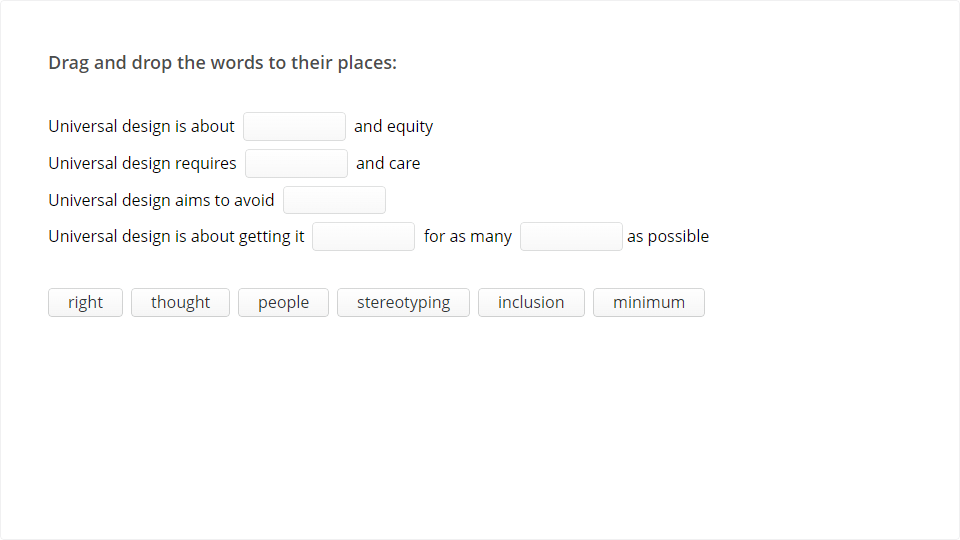 Drag and drop the words to their places:
Universal design is about and equity
Universal design requires and care
Universal design aims to avoid
Universal design is about getting it for as many as possible
right thought people stereotyping inclusion minimum